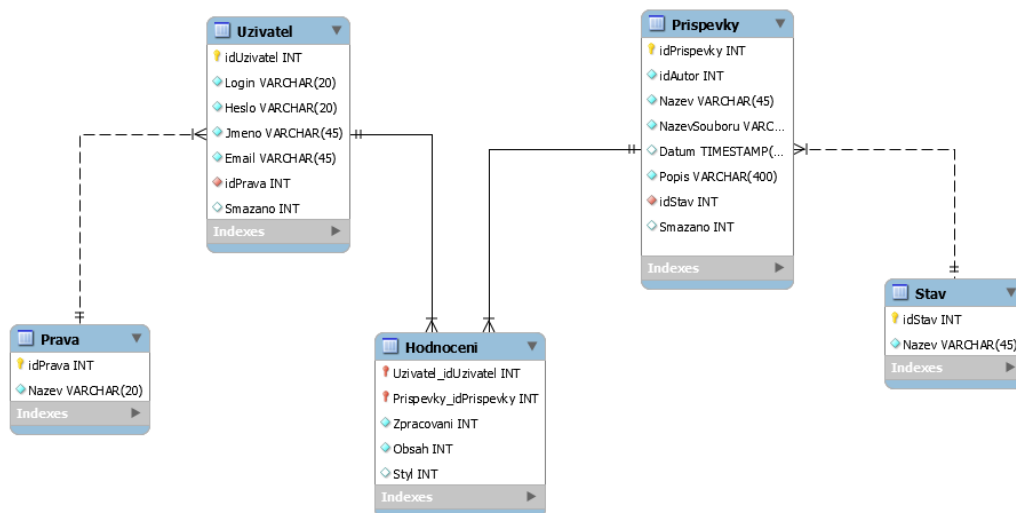 Uzivatel
idUzivatel INT
Login VARCHAR(20)
Heslo VARCHAR(20)
Jmeno VARCHAR(45)
Email VARCHAR(45)
idPrava INT
Smazano INT
Indexes
Prispevky
idPrispevky INT
idAutor INT
Nazev VARCHAR(45)
NazevSouboru VARC...
Datum TIMESTAMP(...
Popis VARCHAR(400)
idStav INT
Smazano INT
Indexes
Prava
idPrava INT
Nazev VARCHAR(20)
Indexes
Hodnoceni
Uzivatel_idUzivatel INT
Prispevky_idPrispevky INT
Zpracovani INT
Obsah INT
Styl INT
Indexes
Stav
idStav INT
Nazev VARCHAR(45)
Indexes